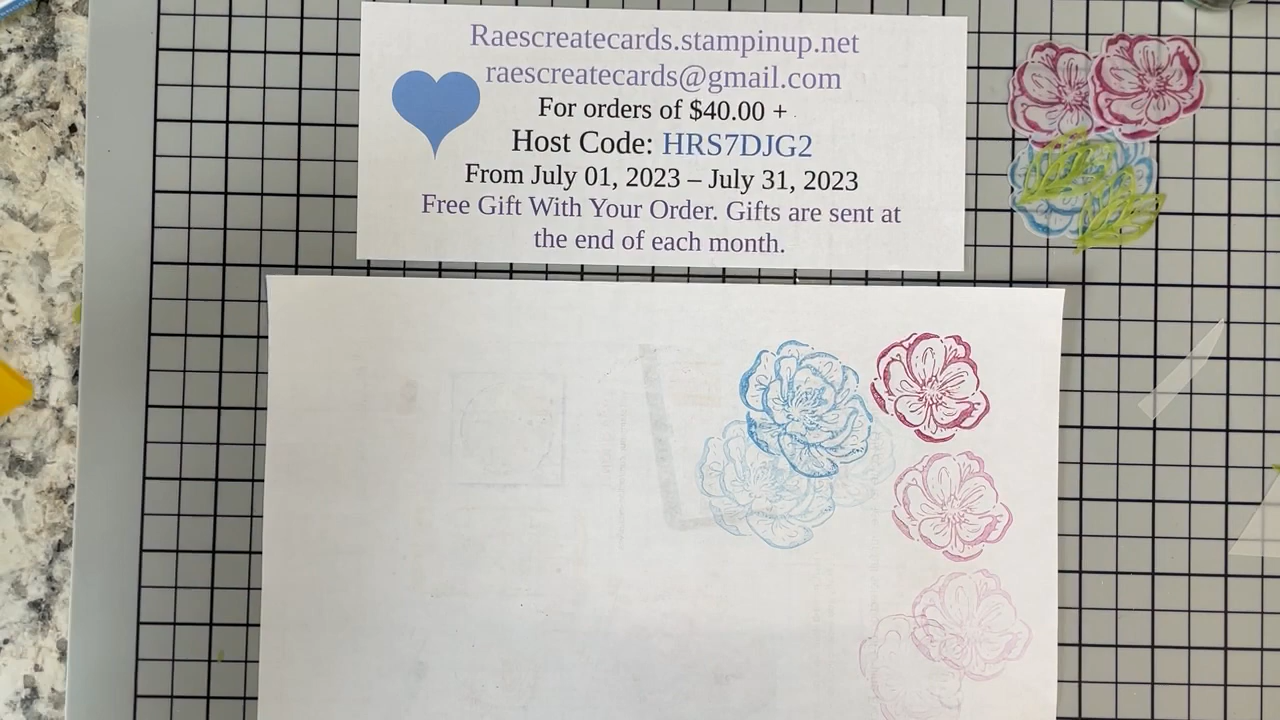 Raescreatecards.stampinup.net
raescreatecards@gmail.com
For orders of $40.00 +
Host Code: HRS7DJG2
From July 01, 2023 – July 31, 2023
Free Gift With Your Order. Gifts are sent at
the end of each month.